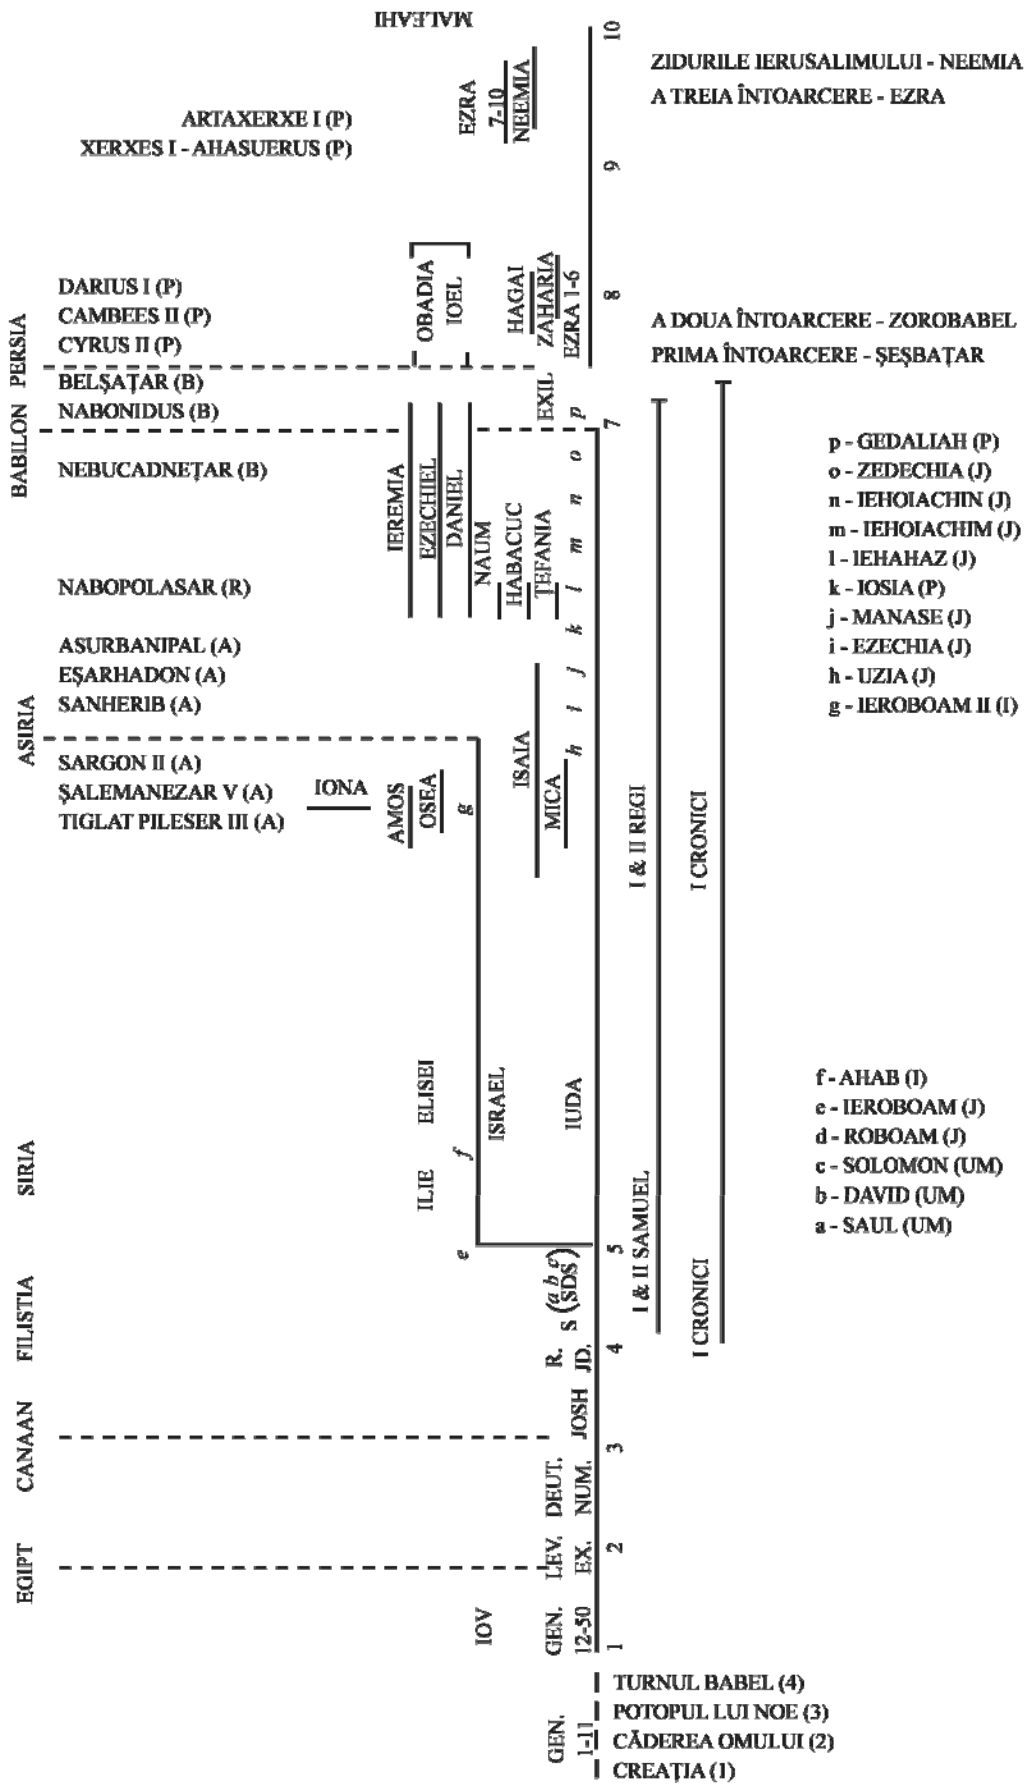 MALEAHI
10
ZIDURILE IERUSALIMULUI - NEEMIA
A TREIA ÎNTOARCERE - EZRA
EZRA
7-10
NEEMIA
ARTAXERXE I (P)
XERXES I - AHASUERUS (P)
9
PERSIA
DARIUS I (P)
CAMBEES II (P)
CYRUS II (P)
OBADIA
IOEL
HAGAI
ZAHARIA
EZRA 1-6
8
A DOUA ÎNTOARCERE - ZOROBABEL
PRIMA ÎNTOARCERE - ŞEŞBAŢAR
BABILON
BELŞAŢAR (B)
NABONIDUS (B)
NEBUCADNEŢAR (B)
NABOPOLASAR (R)
EXIL
7
IEREMIA
EZECHIEL
DANIEL
NAUM
HABACUC
ŢEFANIA
p
o
n
m
l
k
j
i
h
p - GEDALIAH (P)
o - ZEDECHIA (J)
n - IEHOIACHIN (J)
m - IEHOIACHIM (J)
l - IEHAHAZ (J)
k - IOSIA (P)
j - MANASE (J)
i - EZECHIA (J)
h - UZIA (J)
g - IEROBOAM II (I)
ASIRIA
ASURBANIPAL (A)
EŞARHADON (A)
SANHERIB (A)
SARGON II (A)
ŞALEMANEZAR V (A)
TIGLAT PILESER III (A)
IONA
AMOS
OSEA
g
ISAIA
MICA
I & II REGI
I CRONICI
SIRIA
ILIE
ELISEI
f
ISRAEL
IUDA
e
5
f - AHAB (I)
e - IEROBOAM (J)
d - ROBOAM (J)
c - SOLOMON (UM)
b - DAVID (UM)
a - SAUL (UM)
I & II SAMUEL
I CRONICI
FILISTIA
S (a b c
SDS)
R.
JD.
4
CANAAN
JOSH
3
DEUT.
NUM.
EGIPT
LEV.
EX.
2
IOV
GEN.
12-50
1
GEN.
1-11
TURNUL BABEL (4)
POTOPUL LUI NOE (3)
CĂDEREA OMULUI (2)
CREAŢIA (1)